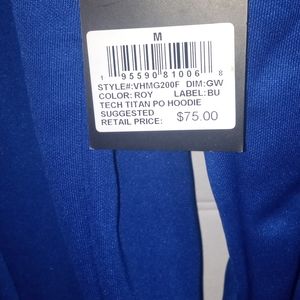 M
1 95590 81006 8
STYLE#:VHMG200F DIM:GW
COLOR: ROY LABEL: BU
TECH TITAN PO HOODIE
SUGGESTED
RETAIL PRICE: $75.00